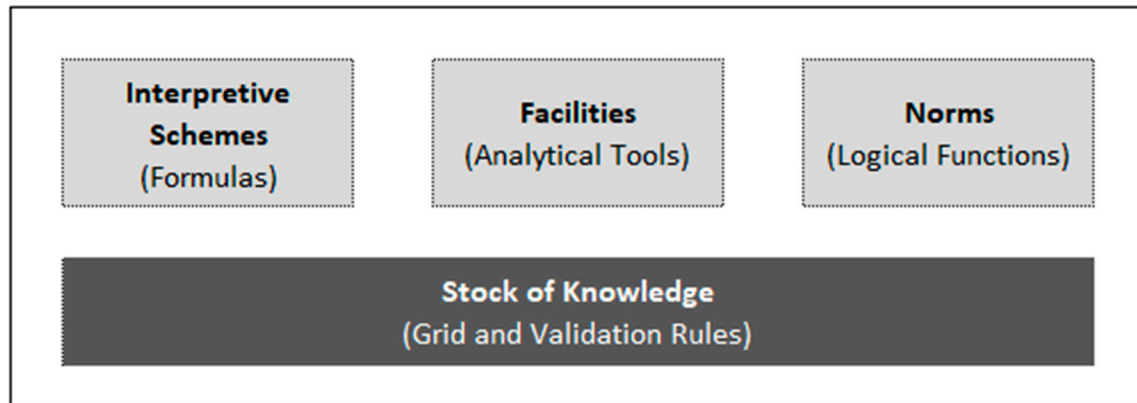 Interpretive
Schemes
(Formulas)
Facilities
(Analytical Tools)
Norms
(Logical Functions)
Stock of Knowledge
(Grid and Validation Rules)